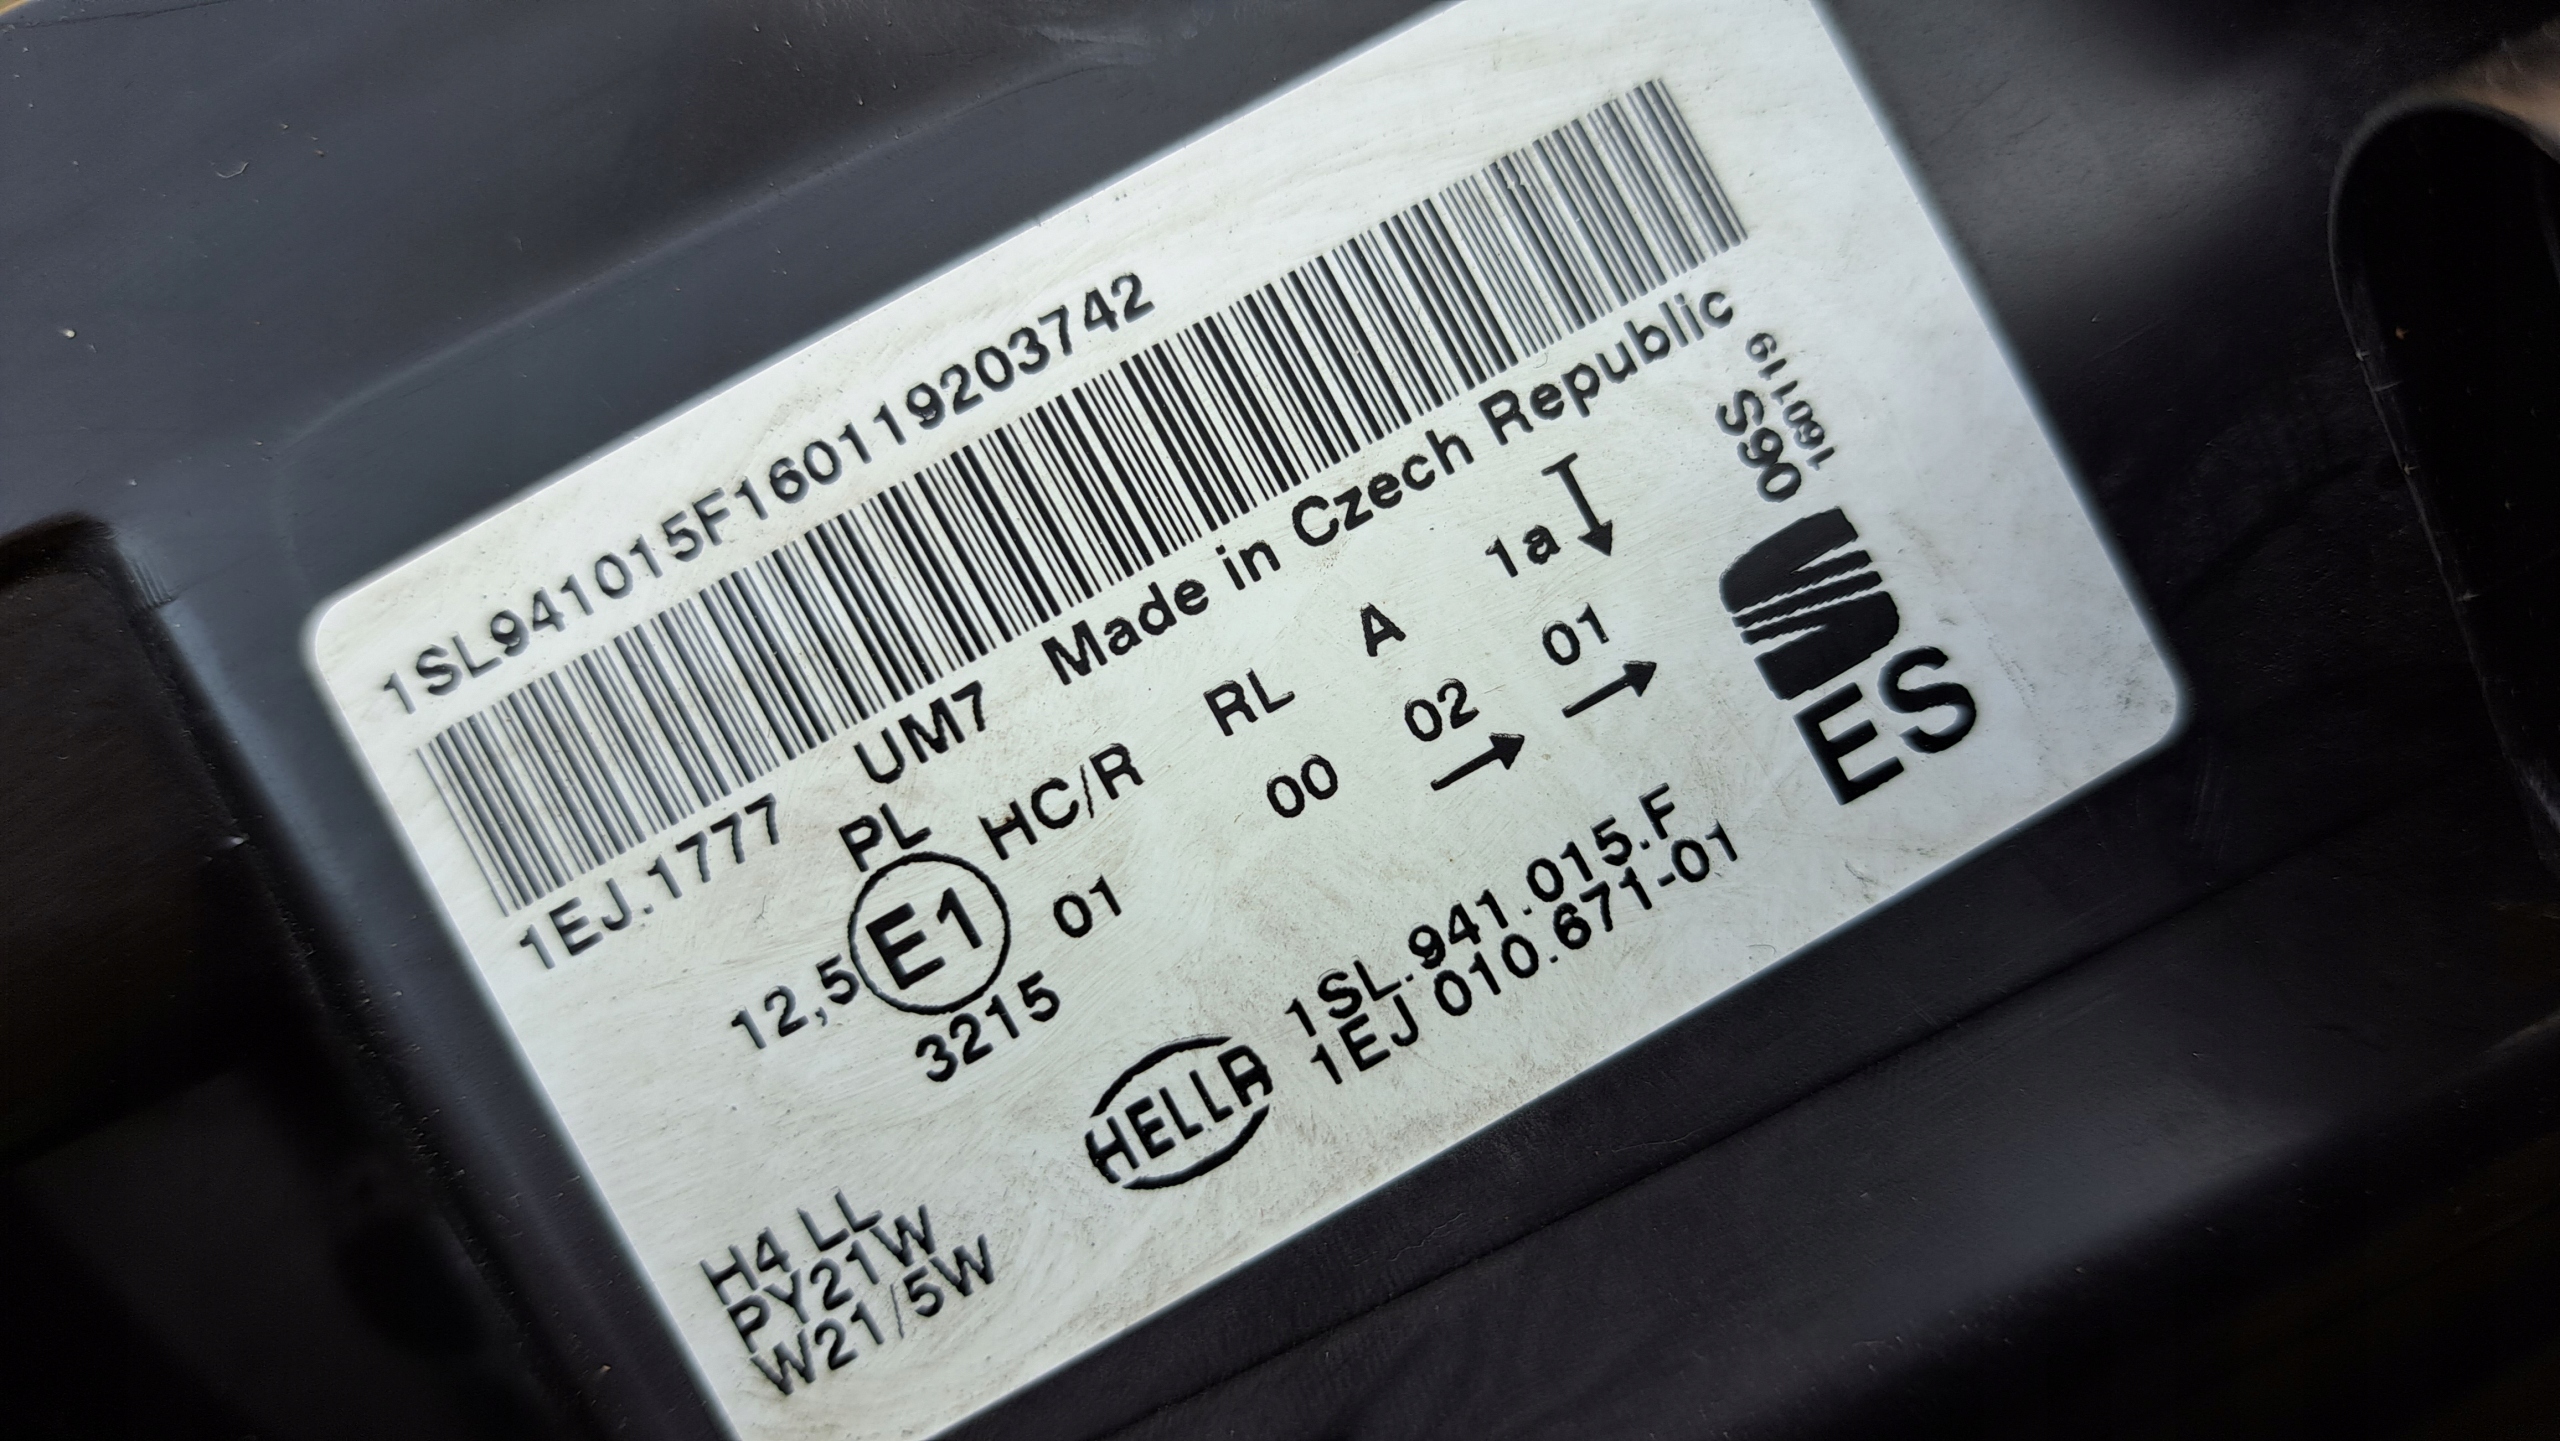 1SL941015F160119203742
1EJ.1777 UM7 Made in Czech Republic
PL HC/R RL A 1a
12,5 E1 01 00 02 01
3215
HELLA
1SL.941.015.F
1EJ 010.671-01
H4 LL
PY21W
W21/5W
160119
S90
ES